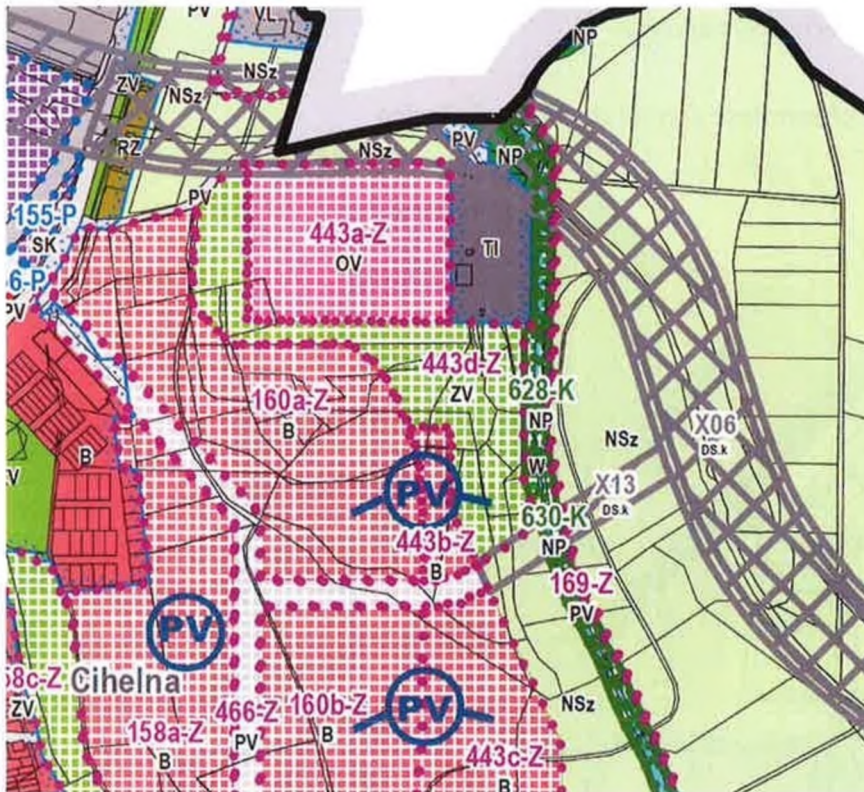 PV
VL
NP
ZV
NSz
NSz
RZ
NSz
PV
NP
PV
155-P
SK
443a-Z
OV
TI
6-P
PV
443d-Z
ZV
160a-Z
B
628-K
NP
W
NSz
X06
DS.k
B
PV
X13
DS.k
630-K
NP
443b-Z
B
169-Z
PV
PV
58c-Z
ZV
Cihelna
466-Z
PV
160b-Z
B
PV
NSz
158a-Z
B
443c-Z
B